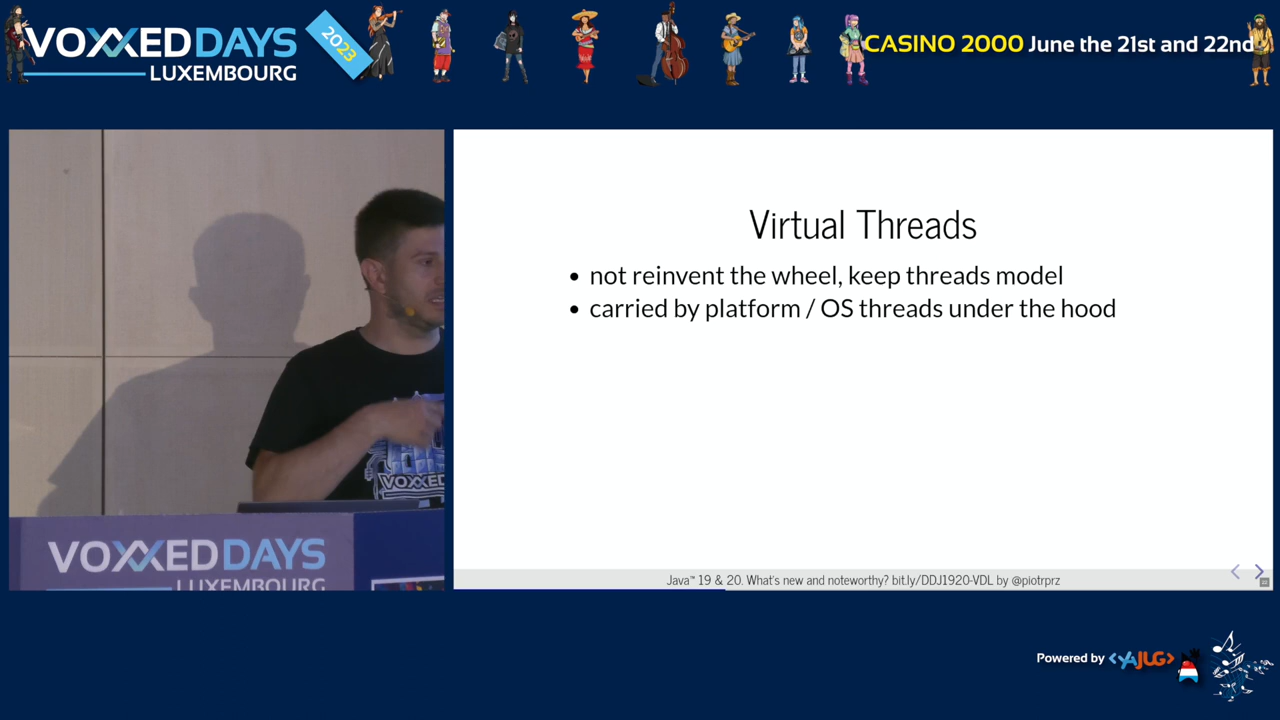 VOXXED DAYS
LUXEMBOURG
2023
CASINO 2000 June the 21st and 22nd
Virtual Threads
• not reinvent the wheel, keep threads model
• carried by platform / OS threads under the hood
VOXXED
VOXXED DAYS
LUXEMBOURG
Java™ 19 & 20. What's new and noteworthy? bit.ly/DDJ1920-VDL by @piotrprz
Powered by <YAJUG>